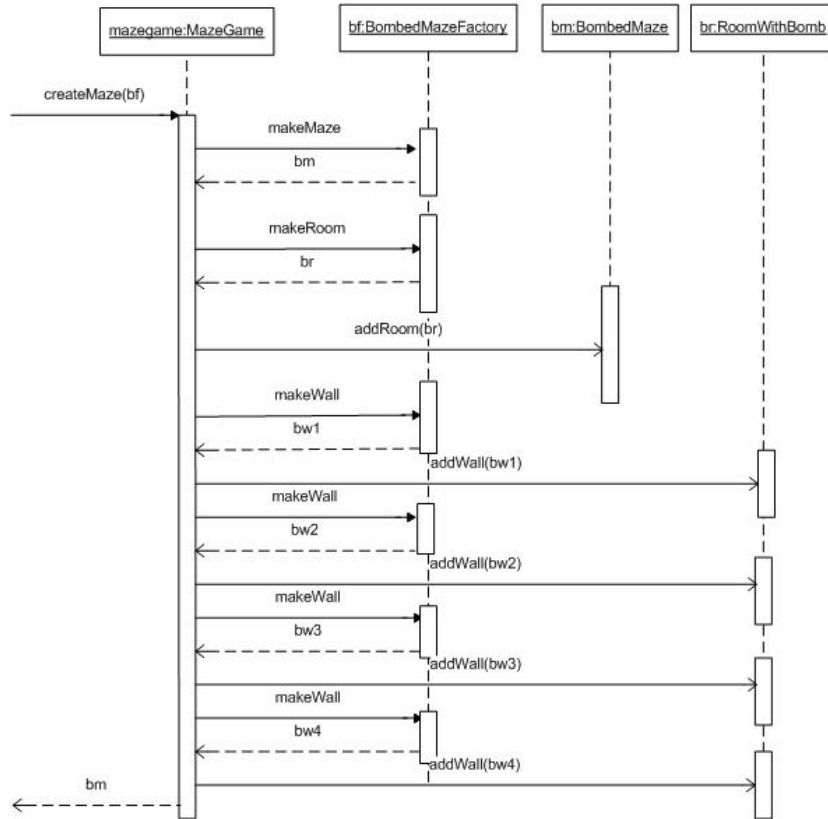 mazegame:MazeGame
bf:BombedMazeFactory
bm:BombedMaze
br:RoomWithBomb
createMaze(bf)
makeMaze
bm
makeRoom
br
addRoom(br)
makeWall
bw1
addWall(bw1)
makeWall
bw2
addWall(bw2)
makeWall
bw3
addWall(bw3)
makeWall
bw4
addWall(bw4)
bm